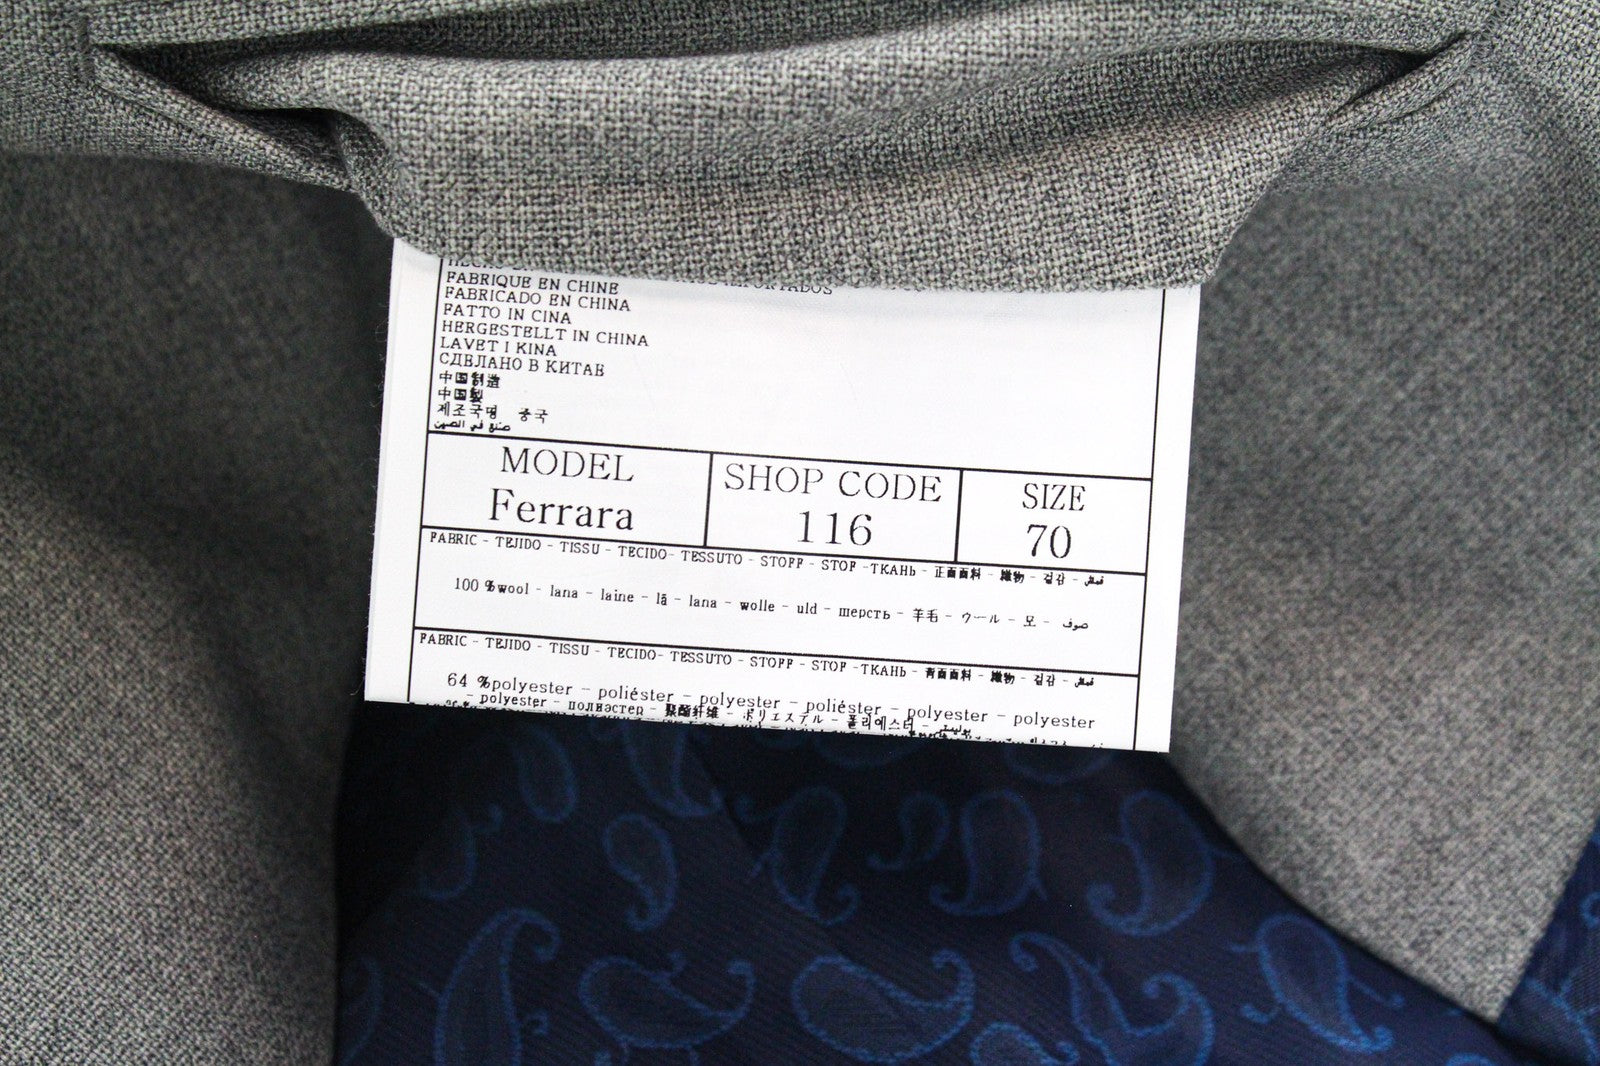 FABRIQUE EN CHINE
FABRICADO EN CHINA
FATTO IN CINA
HERGESTELLT IN CHINA
LAVET I KINA
СДЕЛАНО В КИТАЕ
中国制造
中国製
제조국명 중국
صنع في الصين
MODEL
Ferrara
SHOP CODE
116
SIZE
70
FABRIC - TEJIDO - TISSU - TECIDO- TESSUTO - STOFF - STOF -ТКАНЬ - 正面面料 - 織物 - 겉감 - قماش
100 %wool - lana - laine - lã - lana - wolle - uld - шерсть - 羊毛 - ウール - 모 - صوف
FABRIC - TEJIDO - TISSU - TECIDO- TESSUTO - STOFF - STOF -ТКАНЬ - 背面面料 - 織物 - 겉감 - قماش
64 %polyester - poliéster - polyester - poliéster - polyester - polyester
- polyester - полиэстер - 聚酯纤维 - ポリエステル - 폴리에스터 - بوليستر